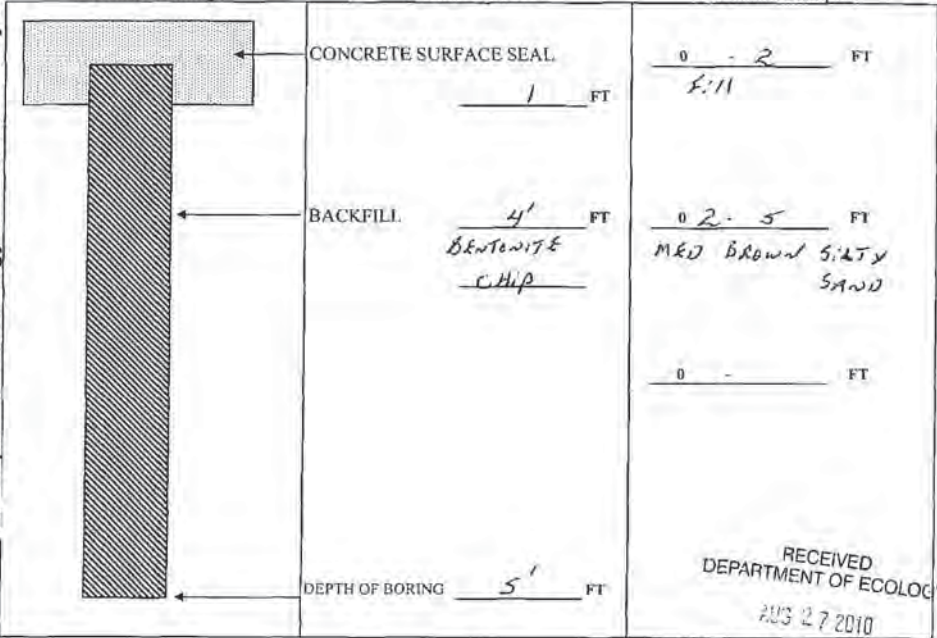 CONCRETE SURFACE SEAL
1 FT
BACKFILL 4' FT
BENTONITE
CHIP
DEPTH OF BORING 5' FT
0 - 2 FT
Fill
0 2 - 5 FT
MED BROWN SILTY
SAND
0 - FT
RECEIVED
DEPARTMENT OF ECOLOG
AUG 27 2010